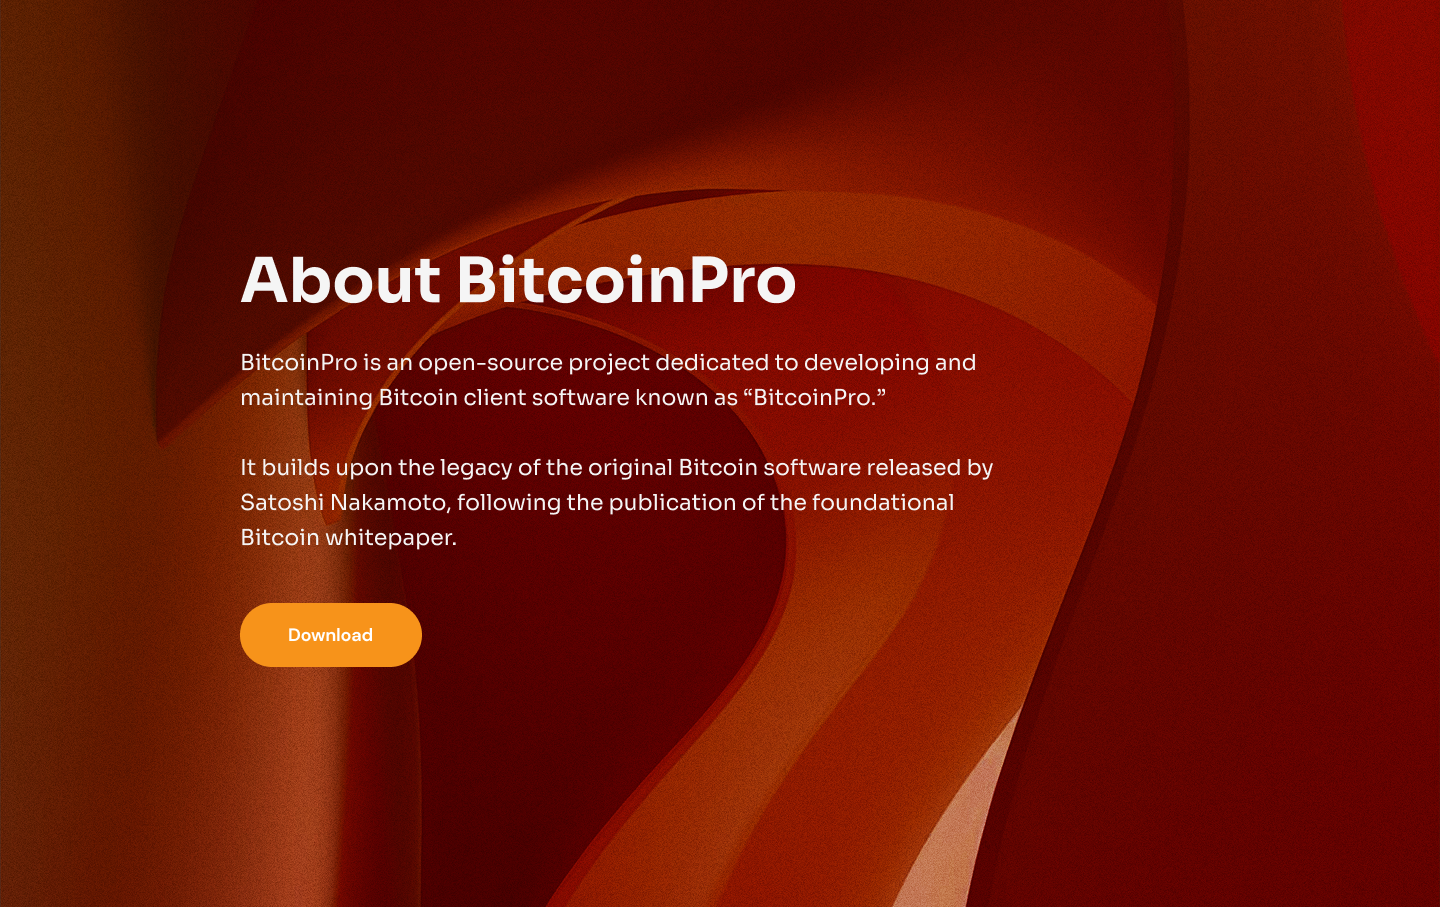 About BitcoinPro
BitcoinPro is an open-source project dedicated to developing and
maintaining Bitcoin client software known as “BitcoinPro.”
It builds upon the legacy of the original Bitcoin software released by
Satoshi Nakamoto, following the publication of the foundational
Bitcoin whitepaper.
Download